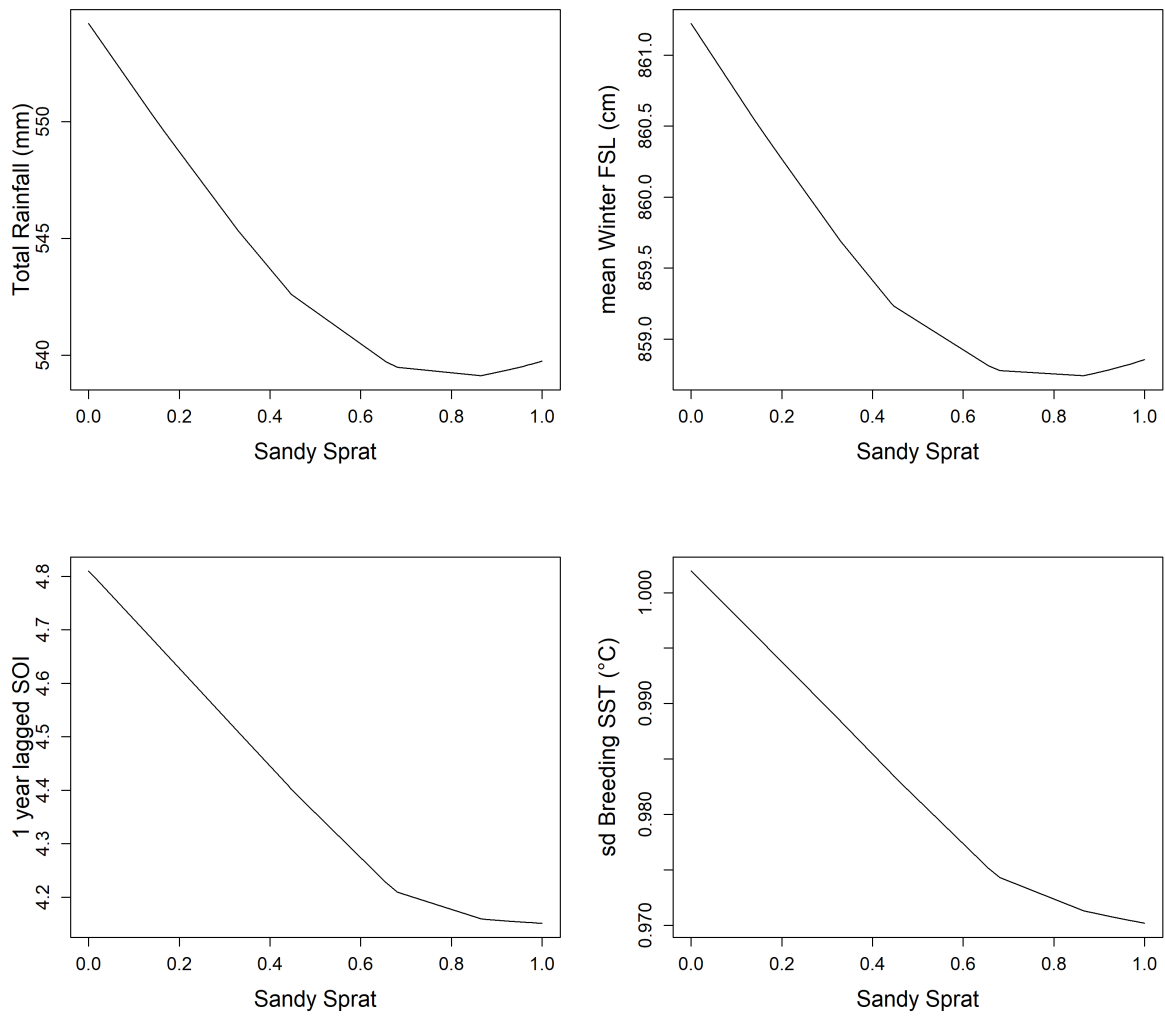 Total Rainfall (mm)
550
545
540
0.0 0.2 0.4 0.6 0.8 1.0
Sandy Sprat
mean Winter FSL (cm)
861.0
860.5
860.0
859.5
859.0
0.0 0.2 0.4 0.6 0.8 1.0
Sandy Sprat
1 year lagged SOI
4.8
4.7
4.6
4.5
4.4
4.3
4.2
0.0 0.2 0.4 0.6 0.8 1.0
Sandy Sprat
sd Breeding SST (°C)
1.000
0.990
0.980
0.970
0.0 0.2 0.4 0.6 0.8 1.0
Sandy Sprat